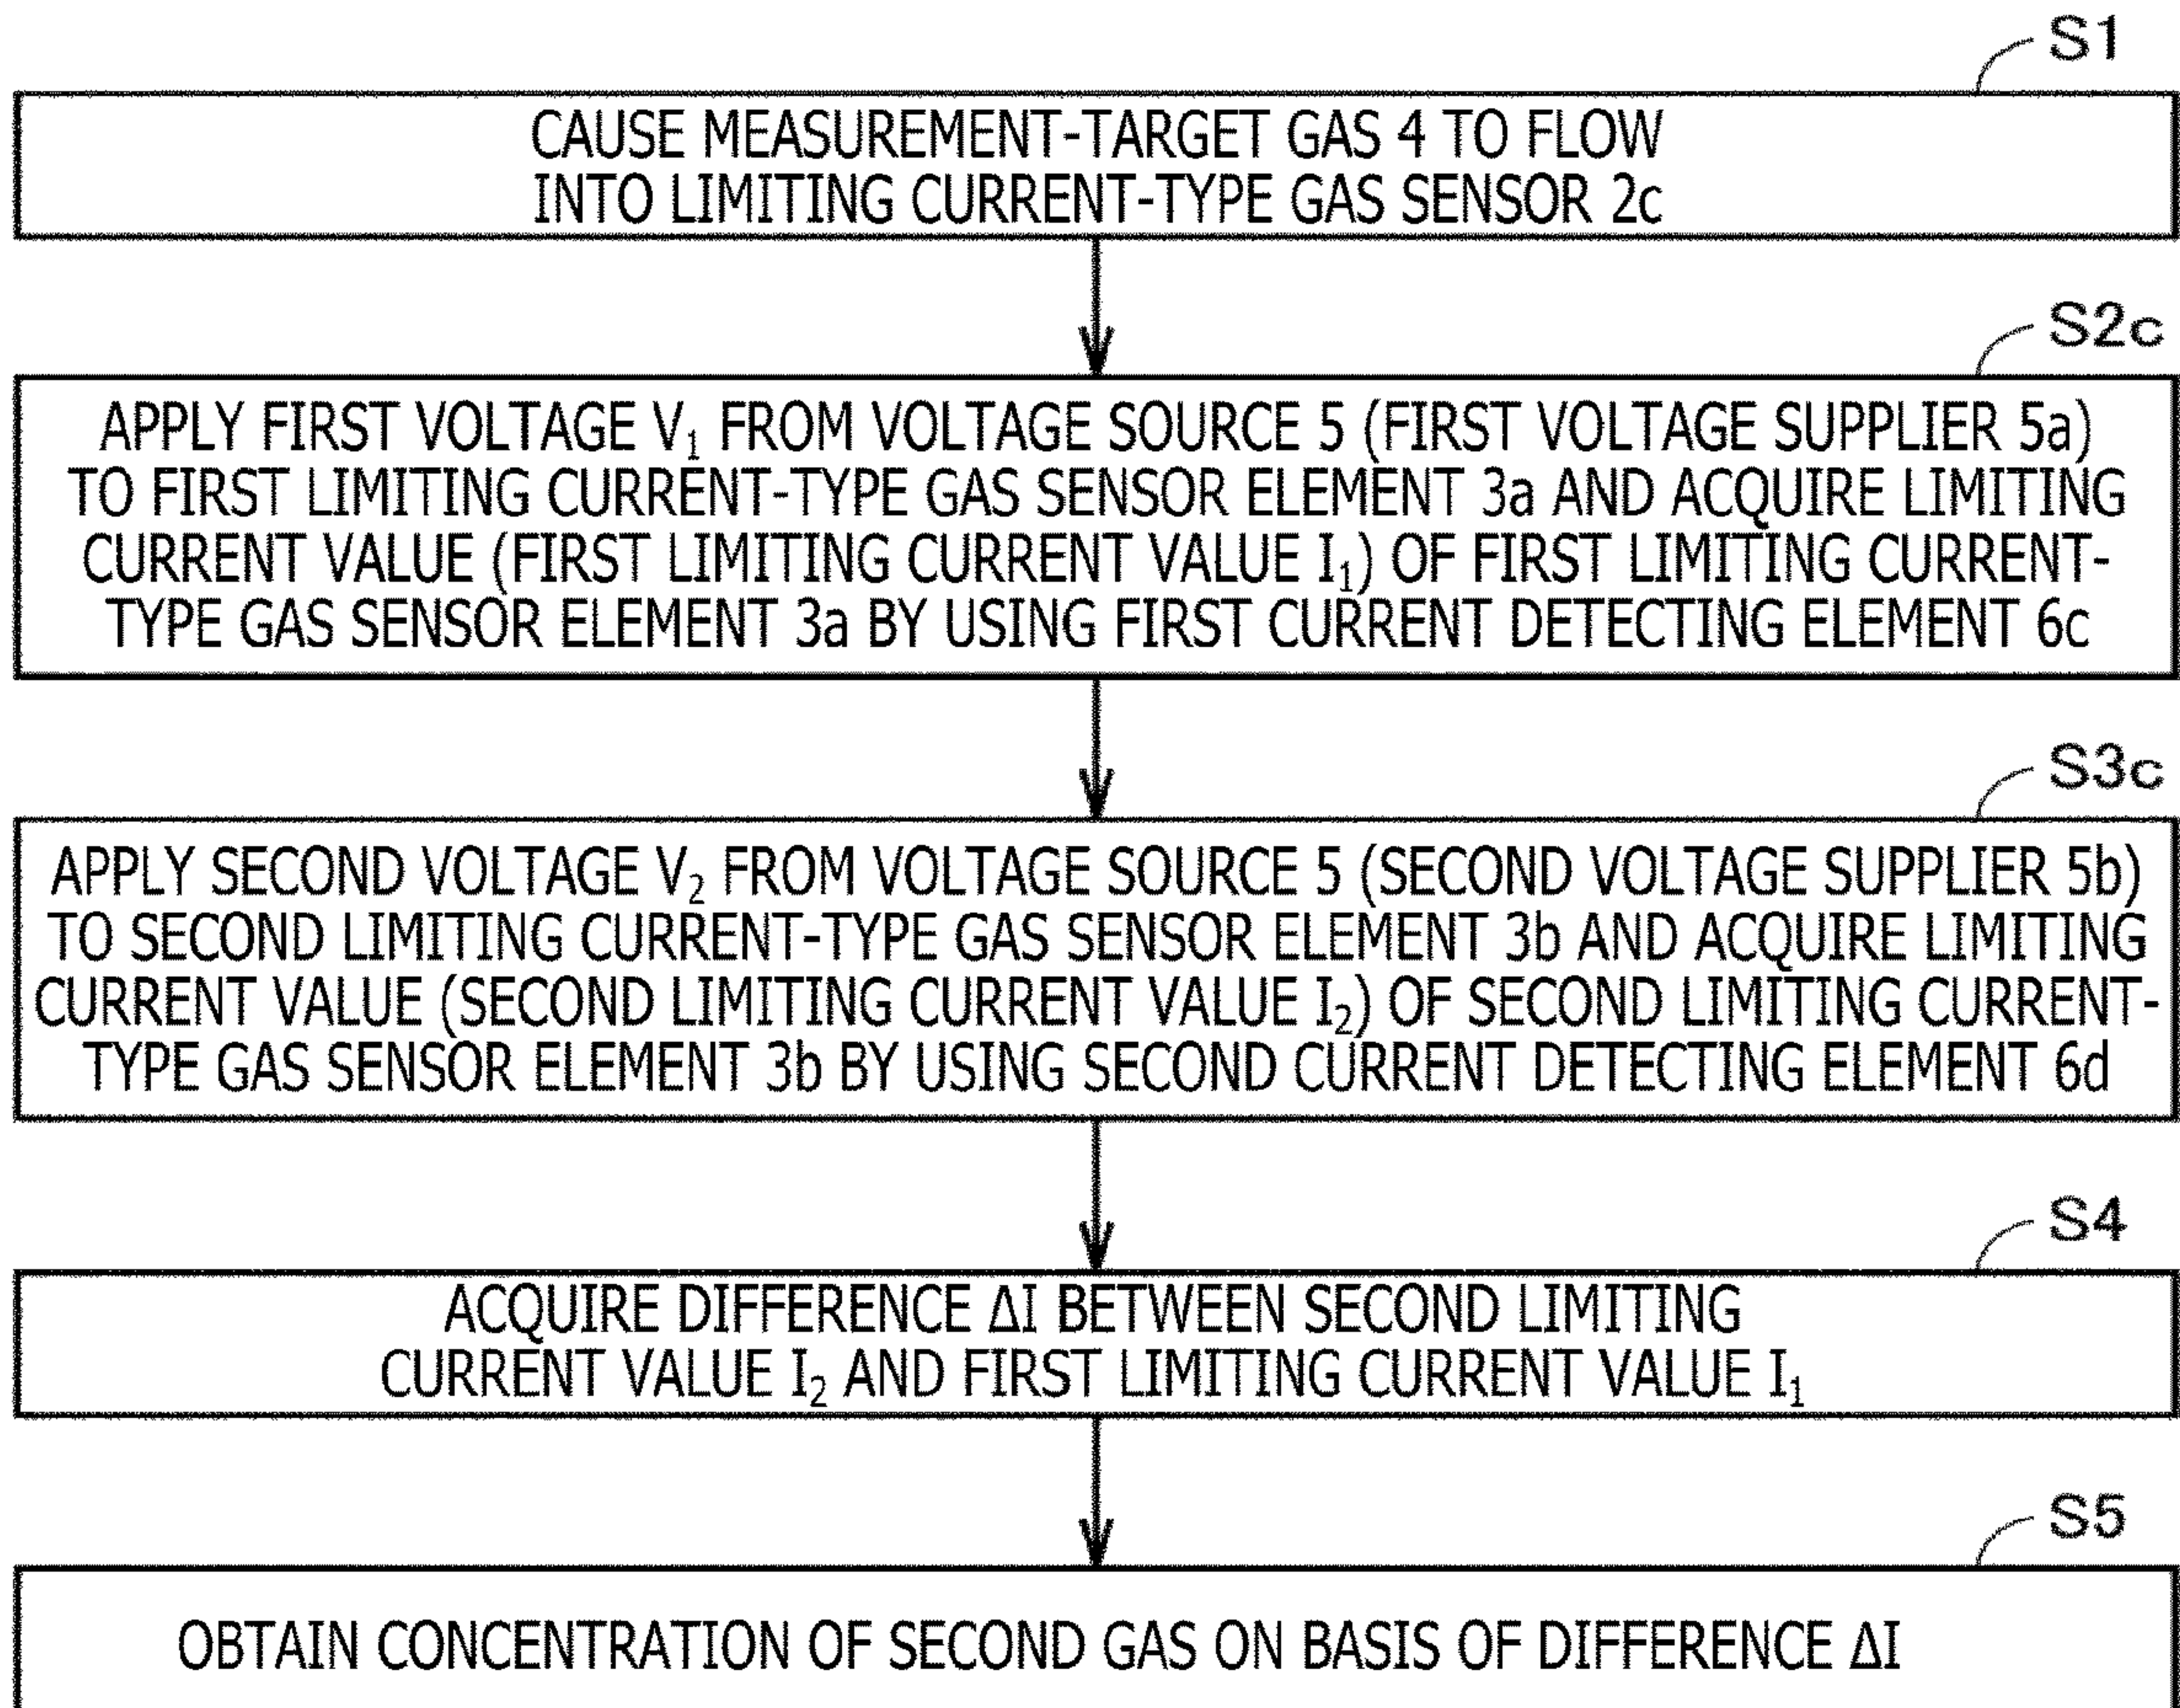 S1
CAUSE MEASUREMENT-TARGET GAS 4 TO FLOW
INTO LIMITING CURRENT-TYPE GAS SENSOR 2c
S2c
APPLY FIRST VOLTAGE V₁ FROM VOLTAGE SOURCE 5 (FIRST VOLTAGE SUPPLIER 5a)
TO FIRST LIMITING CURRENT-TYPE GAS SENSOR ELEMENT 3a AND ACQUIRE LIMITING
CURRENT VALUE (FIRST LIMITING CURRENT VALUE I₁) OF FIRST LIMITING CURRENT-
TYPE GAS SENSOR ELEMENT 3a BY USING FIRST CURRENT DETECTING ELEMENT 6c
S3c
APPLY SECOND VOLTAGE V₂ FROM VOLTAGE SOURCE 5 (SECOND VOLTAGE SUPPLIER 5b)
TO SECOND LIMITING CURRENT-TYPE GAS SENSOR ELEMENT 3b AND ACQUIRE LIMITING
CURRENT VALUE (SECOND LIMITING CURRENT VALUE I₂) OF SECOND LIMITING CURRENT-
TYPE GAS SENSOR ELEMENT 3b BY USING SECOND CURRENT DETECTING ELEMENT 6d
S4
ACQUIRE DIFFERENCE ΔI BETWEEN SECOND LIMITING
CURRENT VALUE I₂ AND FIRST LIMITING CURRENT VALUE I₁
S5
OBTAIN CONCENTRATION OF SECOND GAS ON BASIS OF DIFFERENCE ΔI